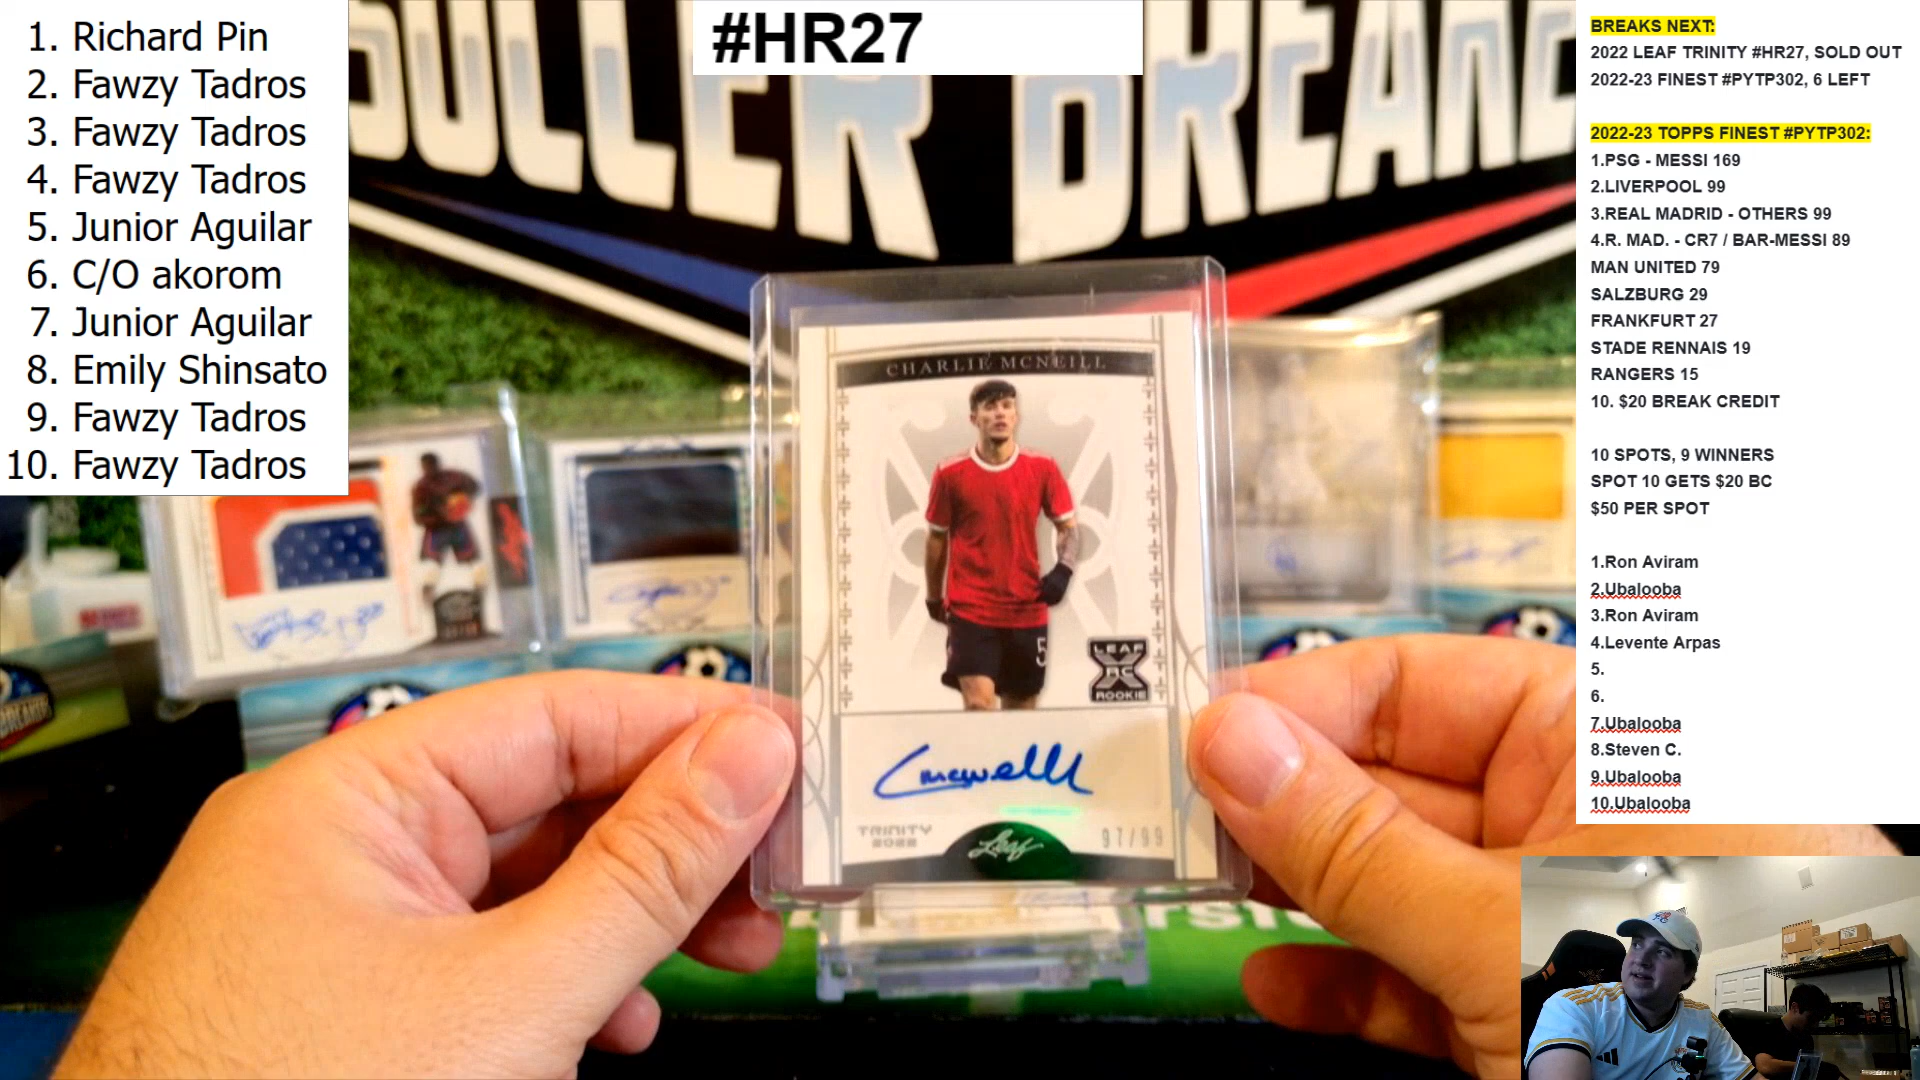 1. Richard Pin
2. Fawzy Tadros
3. Fawzy Tadros
4. Fawzy Tadros
5. Junior Aguilar
6. C/O akorom
7. Junior Aguilar
8. Emily Shinsato
9. Fawzy Tadros
10. Fawzy Tadros
#HR27
SOCCER BREAKE
CHARLIE MCNEILL
5
LEAF
RC
ROOKIE
Cmcneill
TRINITY
2022
Leaf
97/99
BREAKS NEXT:
2022 LEAF TRINITY #HR27, SOLD OUT
2022-23 FINEST #PYTP302, 6 LEFT
2022-23 TOPPS FINEST #PYTP302:
1.PSG - MESSI 169
2.LIVERPOOL 99
3.REAL MADRID - OTHERS 99
4.R. MAD. - CR7 / BAR-MESSI 89
MAN UNITED 79
SALZBURG 29
FRANKFURT 27
STADE RENNAIS 19
RANGERS 15
10. $20 BREAK CREDIT
10 SPOTS, 9 WINNERS
SPOT 10 GETS $20 BC
$50 PER SPOT
1.Ron Aviram
2.Ubalooba
3.Ron Aviram
4.Levente Arpas
5.
6.
7.Ubalooba
8.Steven C.
9.Ubalooba
10.Ubalooba